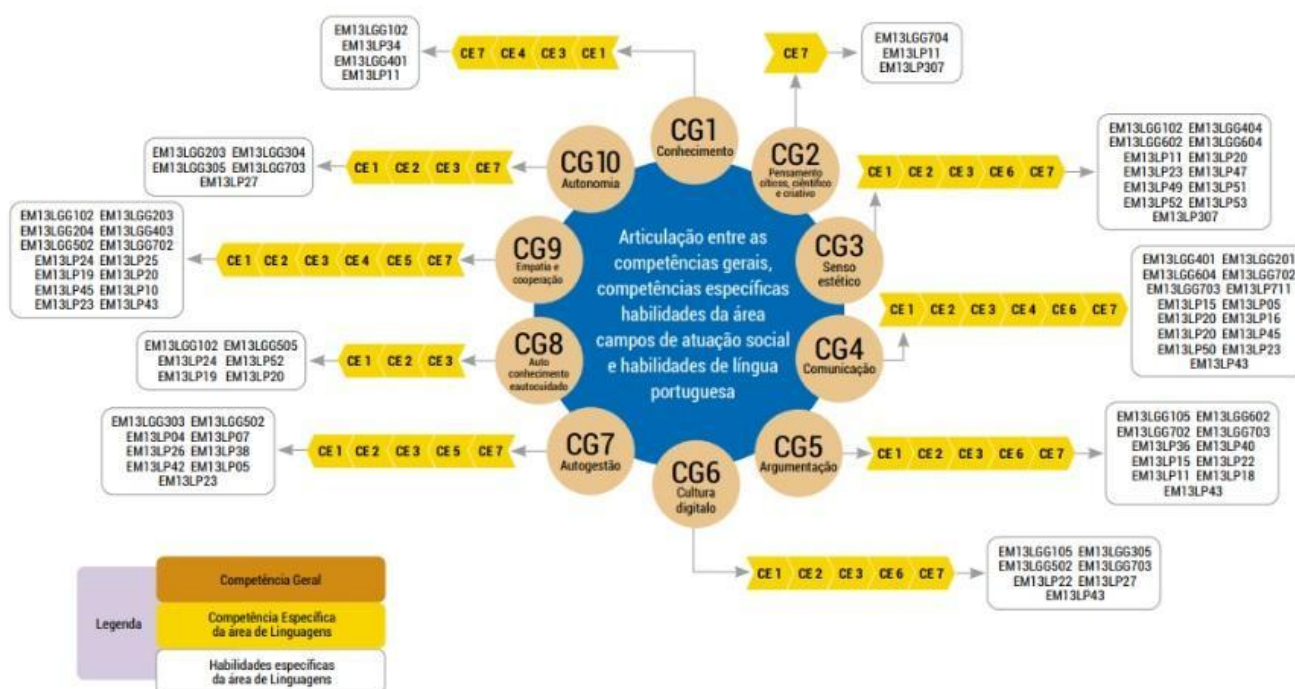 EM13LGG102
EM13LP34
EM13LGG401
EM13LP11
CE 7 CE 4 CE 3 CE 1
CE 7
EM13LGG704
EM13LP11
EM13LP307
CG1
Conhecimento
CG2
Pensamento
cíticos, ciêntifico
e criativo
CE 1 CE 2 CE 3 CE 6 CE 7
EM13LGG102 EM13LGG404
EM13LGG602 EM13LGG604
EM13LP11 EM13LP20
EM13LP23 EM13LP47
EM13LP49 EM13LP51
EM13LP52 EM13LP53
EM13LP307
CG3
Senso
estético
CG4
Comunicação
CE 1 CE 2 CE 3 CE 4 CE 6 CE 7
EM13LGG401 EM13LGG201
EM13LGG604 EM13LGG702
EM13LGG703 EM13LP711
EM13LP15 EM13LP05
EM13LP20 EM13LP16
EM13LP20 EM13LP45
EM13LP50 EM13LP23
EM13LP43
CG5
Argumentação
CE 1 CE 2 CE 3 CE 6 CE 7
EM13LGG105 EM13LGG602
EM13LGG702 EM13LGG703
EM13LP36 EM13LP40
EM13LP15 EM13LP22
EM13LP11 EM13LP18
EM13LP43
CG6
Cultura
digitalo
CE 1 CE 2 CE 3 CE 6 CE 7
EM13LGG105 EM13LGG305
EM13LGG502 EM13LGG703
EM13LP22 EM13LP27
EM13LP43
CG7
Autogestão
CE 1 CE 2 CE 3 CE 5 CE 7
EM13LGG303 EM13LGG502
EM13LP04 EM13LP07
EM13LP26 EM13LP38
EM13LP42 EM13LP05
EM13LP23
CG8
Auto
conhecimento
eautocuidado
CE 1 CE 2 CE 3
EM13LGG102 EM13LGG505
EM13LP24 EM13LP52
EM13LP19 EM13LP20
CG9
Empatia e
cooperação
CE 1 CE 2 CE 3 CE 4 CE 5 CE 7
EM13LGG102 EM13LGG203
EM13LGG204 EM13LGG403
EM13LGG502 EM13LGG702
EM13LP24 EM13LP25
EM13LP19 EM13LP20
EM13LP45 EM13LP10
EM13LP23 EM13LP43
CG10
Autonomia
CE 1 CE 2 CE 3 CE 7
EM13LGG203 EM13LGG304
EM13LGG305 EM13LGG703
EM13LP27
Articulação entre as
competências gerais,
competências específicas
habilidades da área
campos de atuação social
e habilidades de língua
portuguesa
Legenda
Competência Geral
Competência Específica
da área de Linguagens
Habilidades específicas
da área de Linguagens